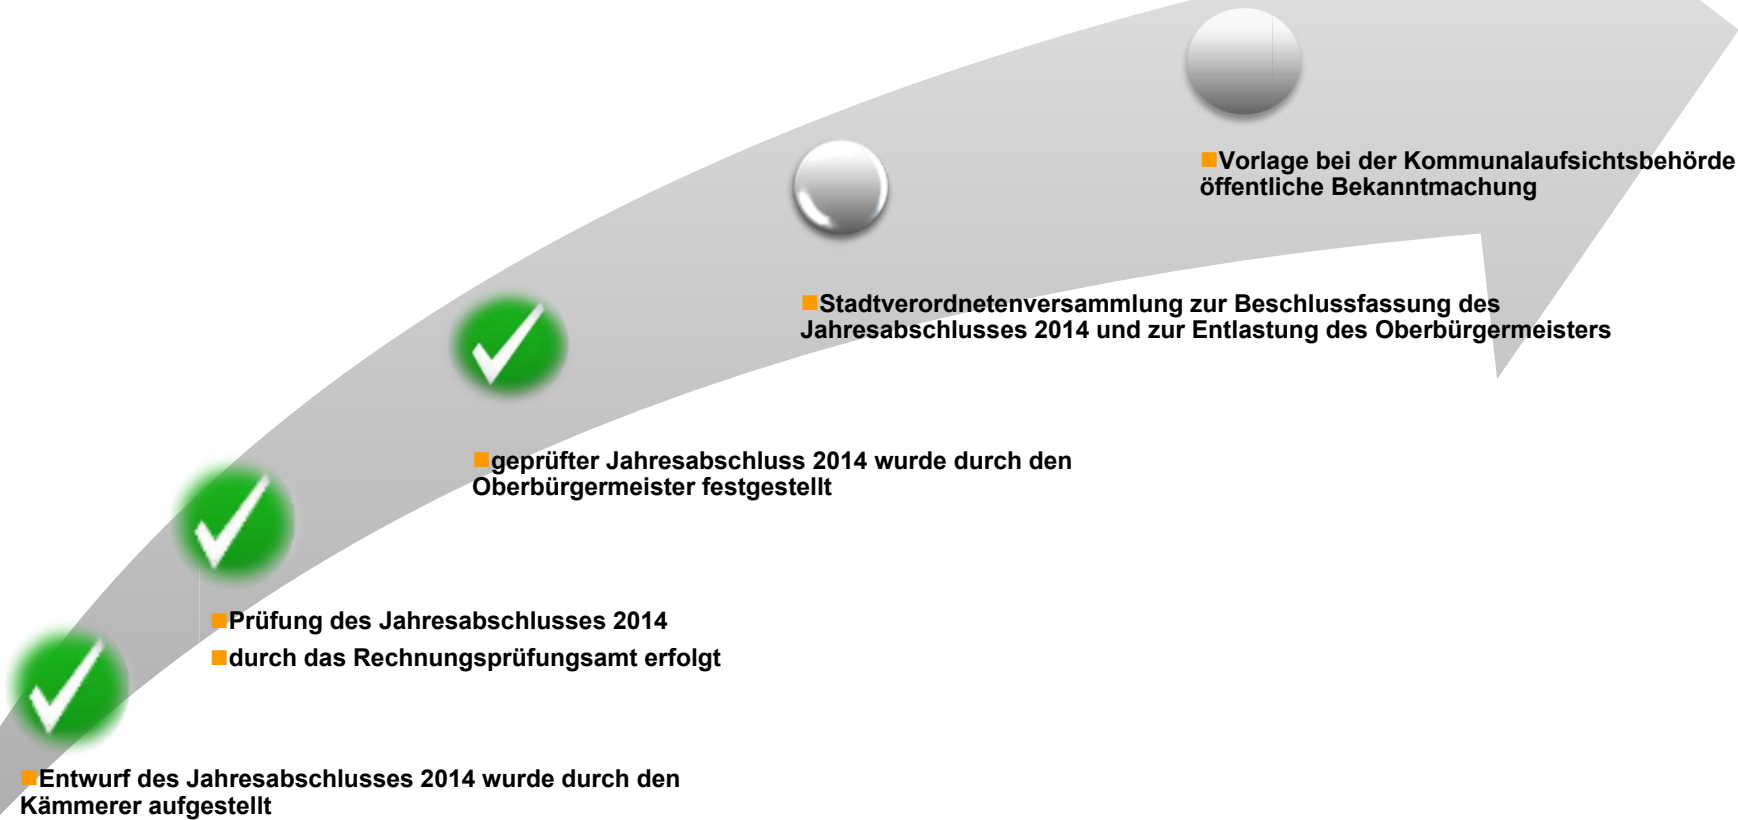 Vorlage bei der Kommunalaufsichtsbehörde
öffentliche Bekanntmachung
Stadtverordnetenversammlung zur Beschlussfassung des
Jahresabschlusses 2014 und zur Entlastung des Oberbürgermeisters
geprüfter Jahresabschluss 2014 wurde durch den
Oberbürgermeister festgestellt
Prüfung des Jahresabschlusses 2014
durch das Rechnungsprüfungsamt erfolgt
Entwurf des Jahresabschlusses 2014 wurde durch den
Kämmerer aufgestellt